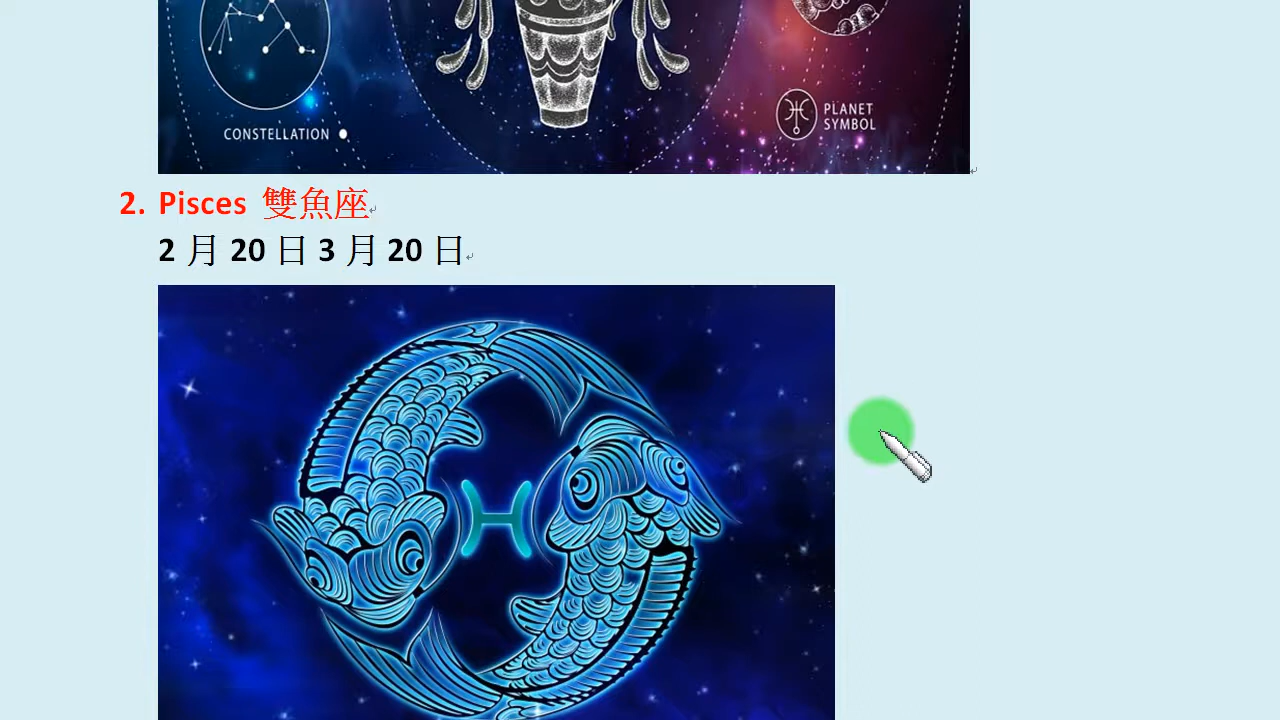 CONSTELLATION
PLANET
SYMBOL
2. Pisces 雙魚座
2 月 20 日 3 月 20 日